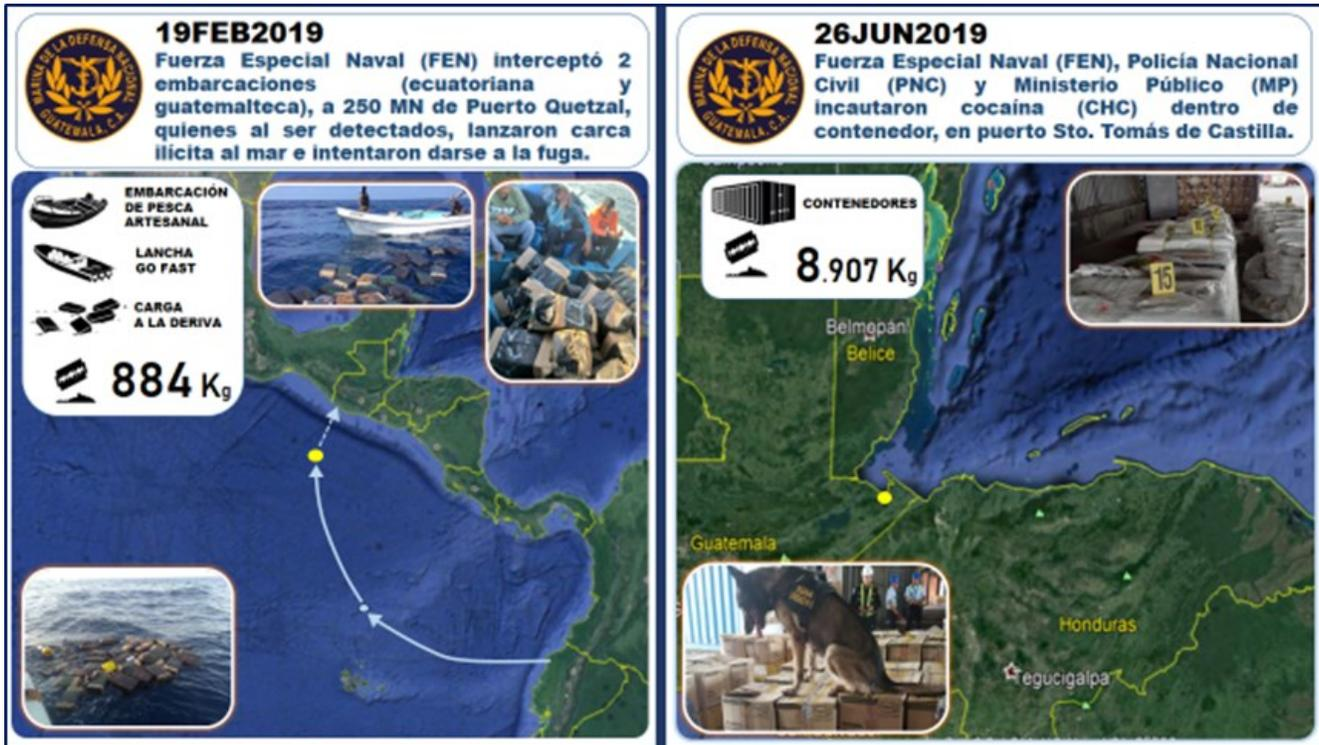 19FEB2019
Fuerza Especial Naval (FEN) interceptó 2
embarcaciones (ecuatoriana y
guatemalteca), a 250 MN de Puerto Quetzal,
quienes al ser detectados, lanzaron carca
ilícita al mar e intentaron darse a la fuga.
MARINA DE LA DEFENSA NACIONAL
GUATEMALA, C.A.
EMBARCACIÓN
DE PESCA
ARTESANAL
LANCHA
GO FAST
CARGA
A LA DERIVA
884 Kg
26JUN2019
Fuerza Especial Naval (FEN), Policía Nacional
Civil (PNC) y Ministerio Público (MP)
incautaron cocaína (CHC) dentro de
contenedor, en puerto Sto. Tomás de Castilla.
MARINA DE LA DEFENSA NACIONAL
GUATEMALA, C.A.
CONTENEDORES
8.907 Kg
15
Belmopán
Belice
Guatemala
Honduras
Tegucigalpa